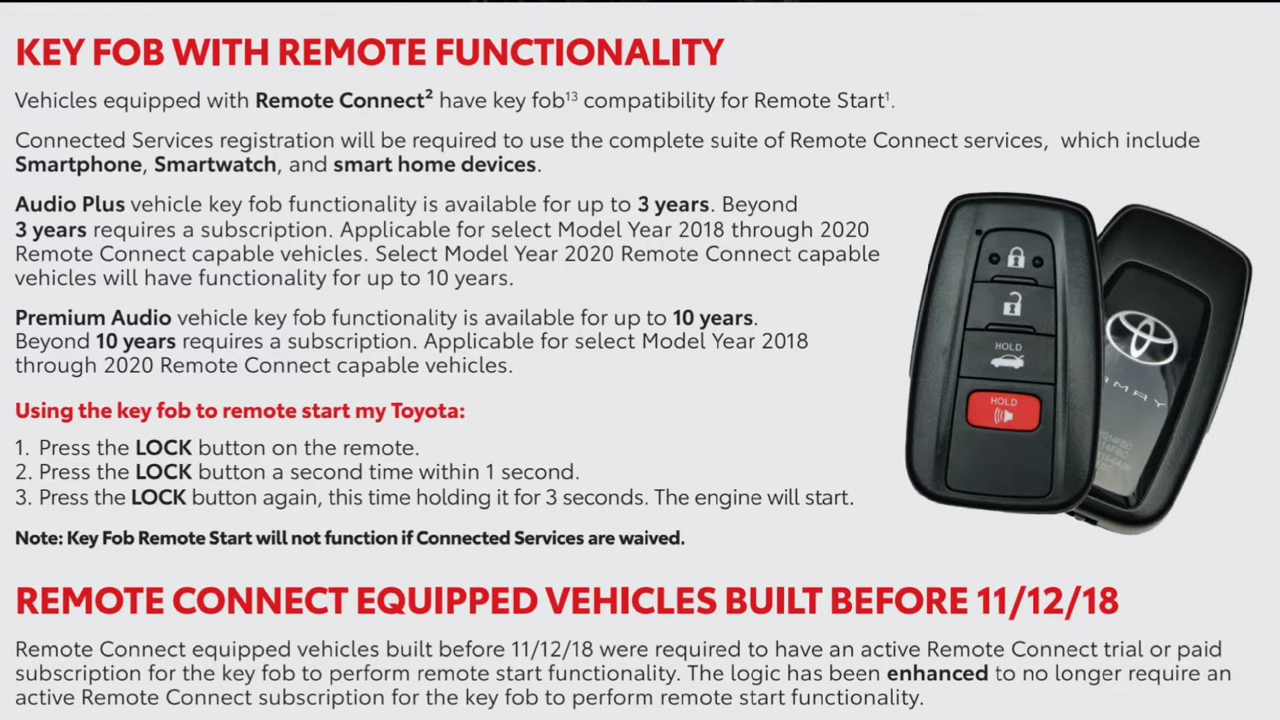 KEY FOB WITH REMOTE FUNCTIONALITY
Vehicles equipped with Remote Connect² have key fob¹³ compatibility for Remote Start¹.
Connected Services registration will be required to use the complete suite of Remote Connect services, which include
Smartphone, Smartwatch, and smart home devices.
Audio Plus vehicle key fob functionality is available for up to 3 years. Beyond
3 years requires a subscription. Applicable for select Model Year 2018 through 2020
Remote Connect capable vehicles. Select Model Year 2020 Remote Connect capable
vehicles will have functionality for up to 10 years.
Premium Audio vehicle key fob functionality is available for up to 10 years.
Beyond 10 years requires a subscription. Applicable for select Model Year 2018
through 2020 Remote Connect capable vehicles.
Using the key fob to remote start my Toyota:
1. Press the LOCK button on the remote.
2. Press the LOCK button a second time within 1 second.
3. Press the LOCK button again, this time holding it for 3 seconds. The engine will start.
Note: Key Fob Remote Start will not function if Connected Services are waived.
HOLD
HOLD
REMOTE CONNECT EQUIPPED VEHICLES BUILT BEFORE 11/12/18
Remote Connect equipped vehicles built before 11/12/18 were required to have an active Remote Connect trial or paid
subscription for the key fob to perform remote start functionality. The logic has been enhanced to no longer require an
active Remote Connect subscription for the key fob to perform remote start functionality.